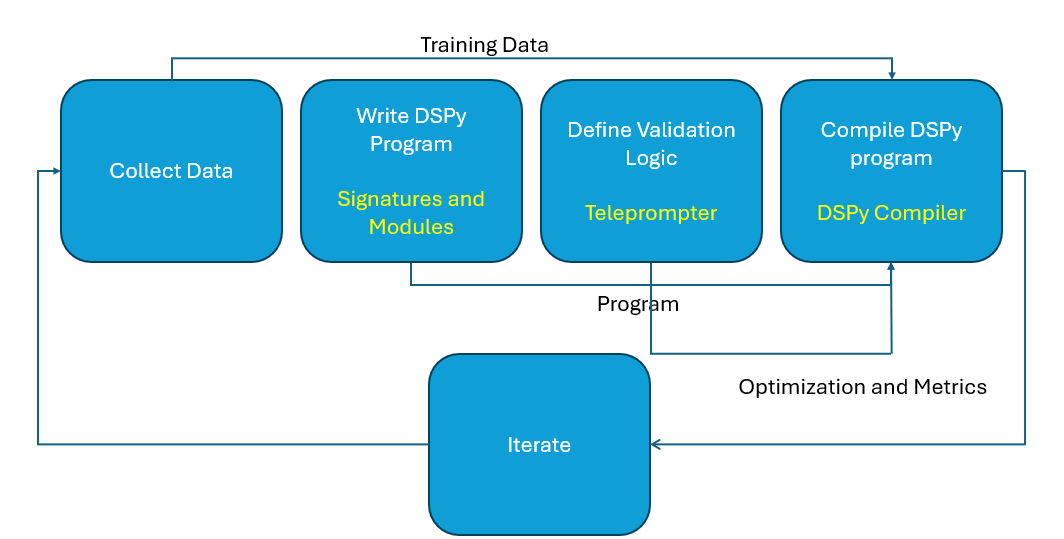 Training Data
Collect Data
Write DSPy
Program
Signatures and
Modules
Define Validation
Logic
Teleprompter
Compile DSPy
program
DSPy Compiler
Program
Optimization and Metrics
Iterate